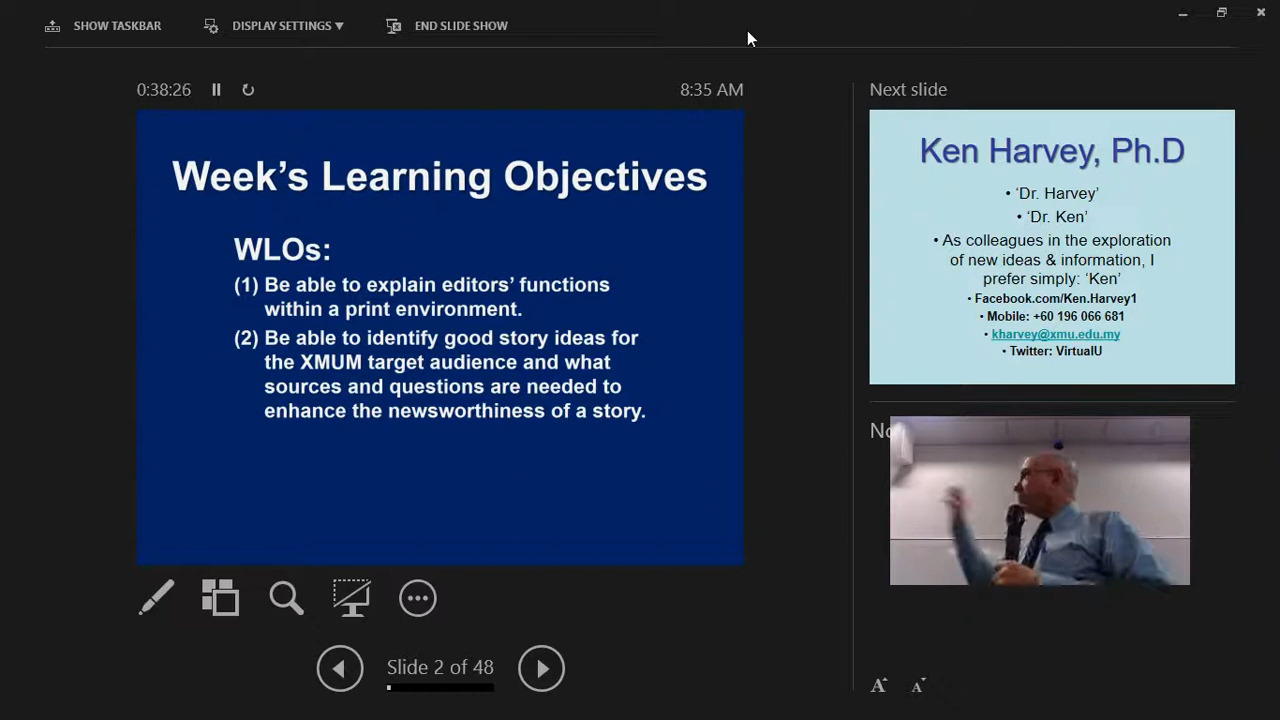 SHOW TASKBAR
DISPLAY SETTINGS ▼
END SLIDE SHOW
0:38:26
8:35 AM
Week's Learning Objectives
WLOs:
(1) Be able to explain editors' functions
within a print environment.
(2) Be able to identify good story ideas for
the XMUM target audience and what
sources and questions are needed to
enhance the newsworthiness of a story.
Slide 2 of 48
Next slide
Ken Harvey, Ph.D
• 'Dr. Harvey'
• 'Dr. Ken'
• As colleagues in the exploration
of new ideas & information, I
prefer simply: 'Ken'
• Facebook.com/Ken.Harvey1
• Mobile: +60 196 066 681
• kharvey@xmu.edu.my
• Twitter: VirtualU
A
A